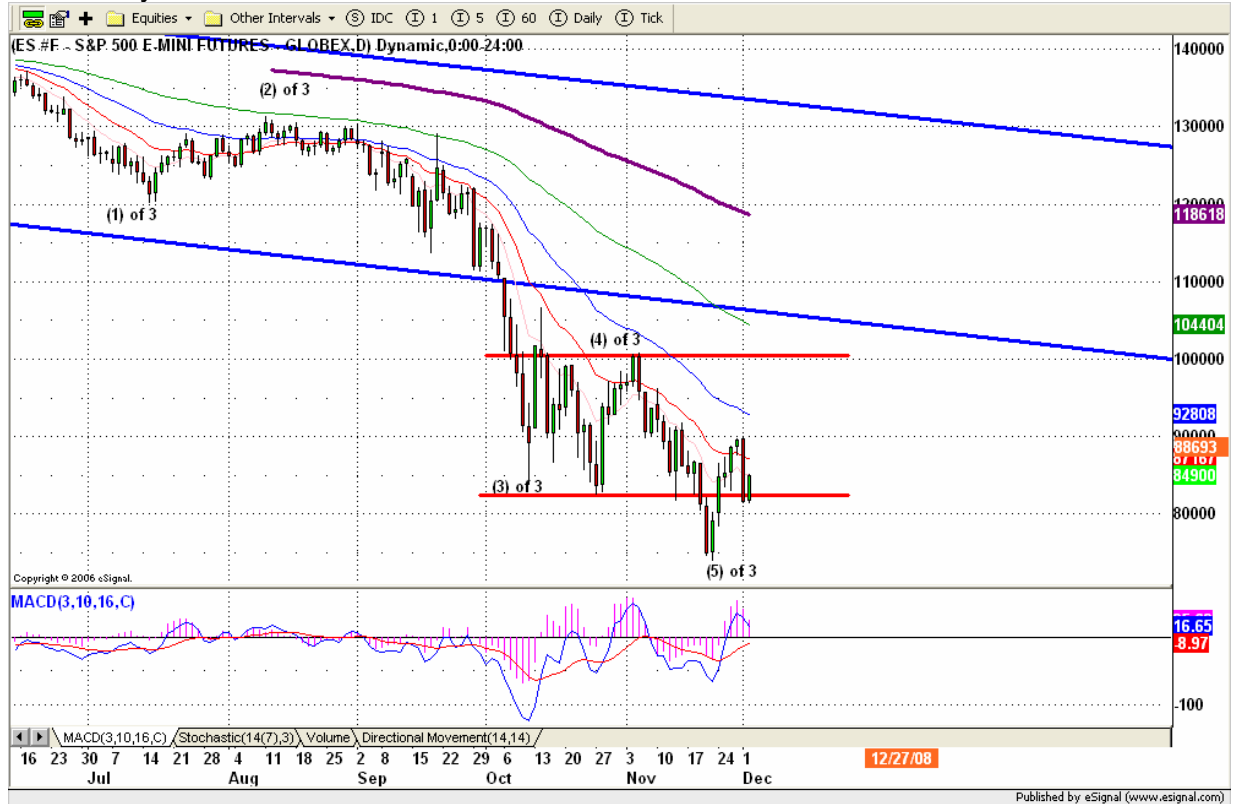 Equities Other Intervals S IDC I 1 I 5 I 60 I Daily I Tick
(ES #F - S&P 500 E-MINI FUTURES - GLOBEX,D) Dynamic,0:00-24:00
140000
(2) of 3
130000
(1) of 3
120000
118618
110000
104404
(4) of 3
100000
92808
90000
88693
87167
84900
(3) of 3
80000
(5) of 3
Copyright © 2006 eSignal.
MACD(3,10,16,C)
16.65
-8.97
-100
MACD(3,10,16,C) Stochastic(14(7),3) Volume Directional Movement(14,14)
16 23 30 7 14 21 28 4 11 18 25 2 8 15 22 29 6 13 20 27 3 10 17 24 1 12/27/08
Jul Aug Sep Oct Nov Dec
Published by eSignal (www.esignal.com)